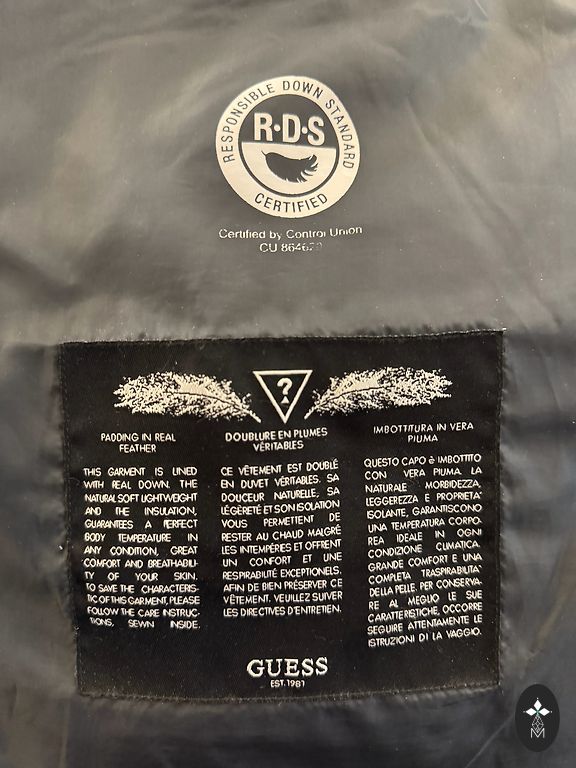 RESPONSIBLE DOWN STANDARD
R·D·S
CERTIFIED
Certified by Control Union
CU
?
PADDING IN REAL
FEATHER
THIS GARMENT IS LINED
WITH REAL DOWN. THE
NATURAL SOFT LIGHTWEIGHT
AND THE INSULATION,
GUARANTEES A PERFECT
BODY TEMPERATURE IN
ANY CONDITION, GREAT
COMFORT AND BREATHABILI-
TY OF YOUR SKIN.
TO SAVE THE CHARACTERIS-
TIC OF THIS GARMENT, PLEASE
FOLLOW THE CARE INSTRUC-
TIONS, SEWN INSIDE.
DOUBLURE EN PLUMES
VÉRITABLES
CE VÊTEMENT EST DOUBLÉ
EN DUVET VÉRITABLES. SA
DOUCEUR NATURELLE, SA
LÉGÈRETÉ ET SON ISOLATION
VOUS PERMETTENT DE
RESTER AU CHAUD MALGRÉ
LES INTEMPÉRIES ET OFFRENT
UN CONFORT ET UNE
RESPIRABILITÉ EXCEPTIONELS.
AFIN DE BIEN PRÉSERVER CE
VÊTEMENT. VEUILLEZ SUIVER
LES DIRECTIVES D'ENTRETIEN.
IMBOTTITURA IN VERA
PIUMA
QUESTO CAPO è IMBOTTITO
CON VERA PIUMA. LA
NATURALE MORBIDEZZA,
LEGGEREZZA E PROPRIETA'
ISOLANTE, GARANTISCONO
UNA TEMPERATURA CORPO-
REA IDEALE IN OGNI
CONDIZIONE CLIMATICA.
GRANDE COMFORT E UNA
COMPLETA TRASPIRABILITA'
DELLA PELLE. PER CONSERVA-
RE AL MEGLIO LE SUE
CARATTERISTICHE, OCCORRE
SEGUIRE ATTENTAMENTE LE
ISTRUZIONI DI LA VAGGIO.
GUESS
EST. 1981
M